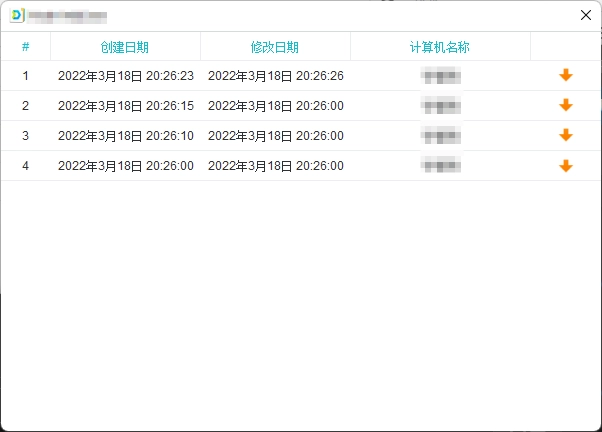 # 创建日期 修改日期 计算机名称
1 2022年3月18日 20:26:23 2022年3月18日 20:26:26
2 2022年3月18日 20:26:15 2022年3月18日 20:26:00
3 2022年3月18日 20:26:10 2022年3月18日 20:26:00
4 2022年3月18日 20:26:00 2022年3月18日 20:26:00